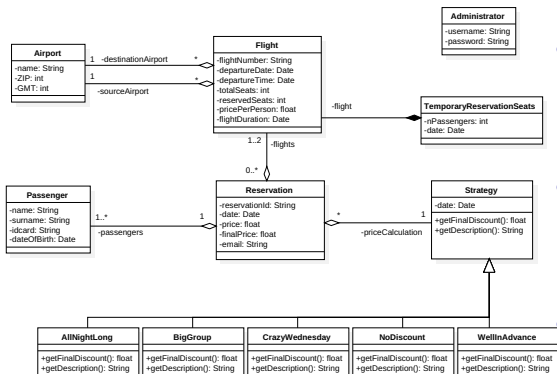 Administrator
-username: String
-password: String
Airport
-name: String
-ZIP: int
-GMT: int
1
-destinationAirport
*
1
-sourceAirport
*
Flight
-flightNumber: String
-departureDate: Date
-departureTime: Date
-totalSeats: int
-reservedSeats: int
-pricePerPerson: float
-flightDuration: Date
-flight
TemporaryReservationSeats
-nPassengers: int
-date: Date
1..2
-flights
0..*
Passenger
-name: String
-surname: String
-idcard: String
-dateOfBirth: Date
1..*
-passengers
1
Reservation
-reservationId: String
-date: Date
-price: float
-finalPrice: float
-email: String
*
1
-priceCalculation
Strategy
-date: Date
+getFinalDiscount(): float
+getDescription(): String
AllNightLong
+getFinalDiscount(): float
+getDescription(): String
BigGroup
+getFinalDiscount(): float
+getDescription(): String
CrazyWednesday
+getFinalDiscount(): float
+getDescription(): String
NoDiscount
+getFinalDiscount(): float
+getDescription(): String
WellInAdvance
+getFinalDiscount(): float
+getDescription(): String